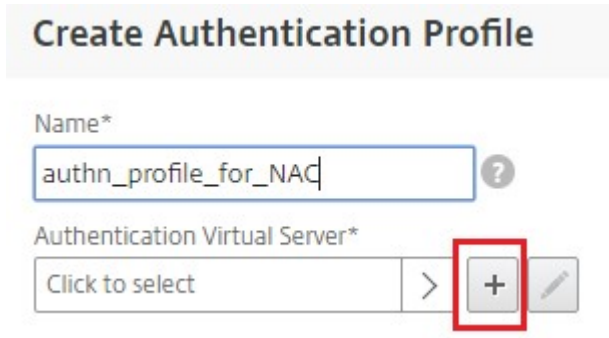 Create Authentication Profile
Name*
authn_profile_for_NAC
?
Authentication Virtual Server*
Click to select > +